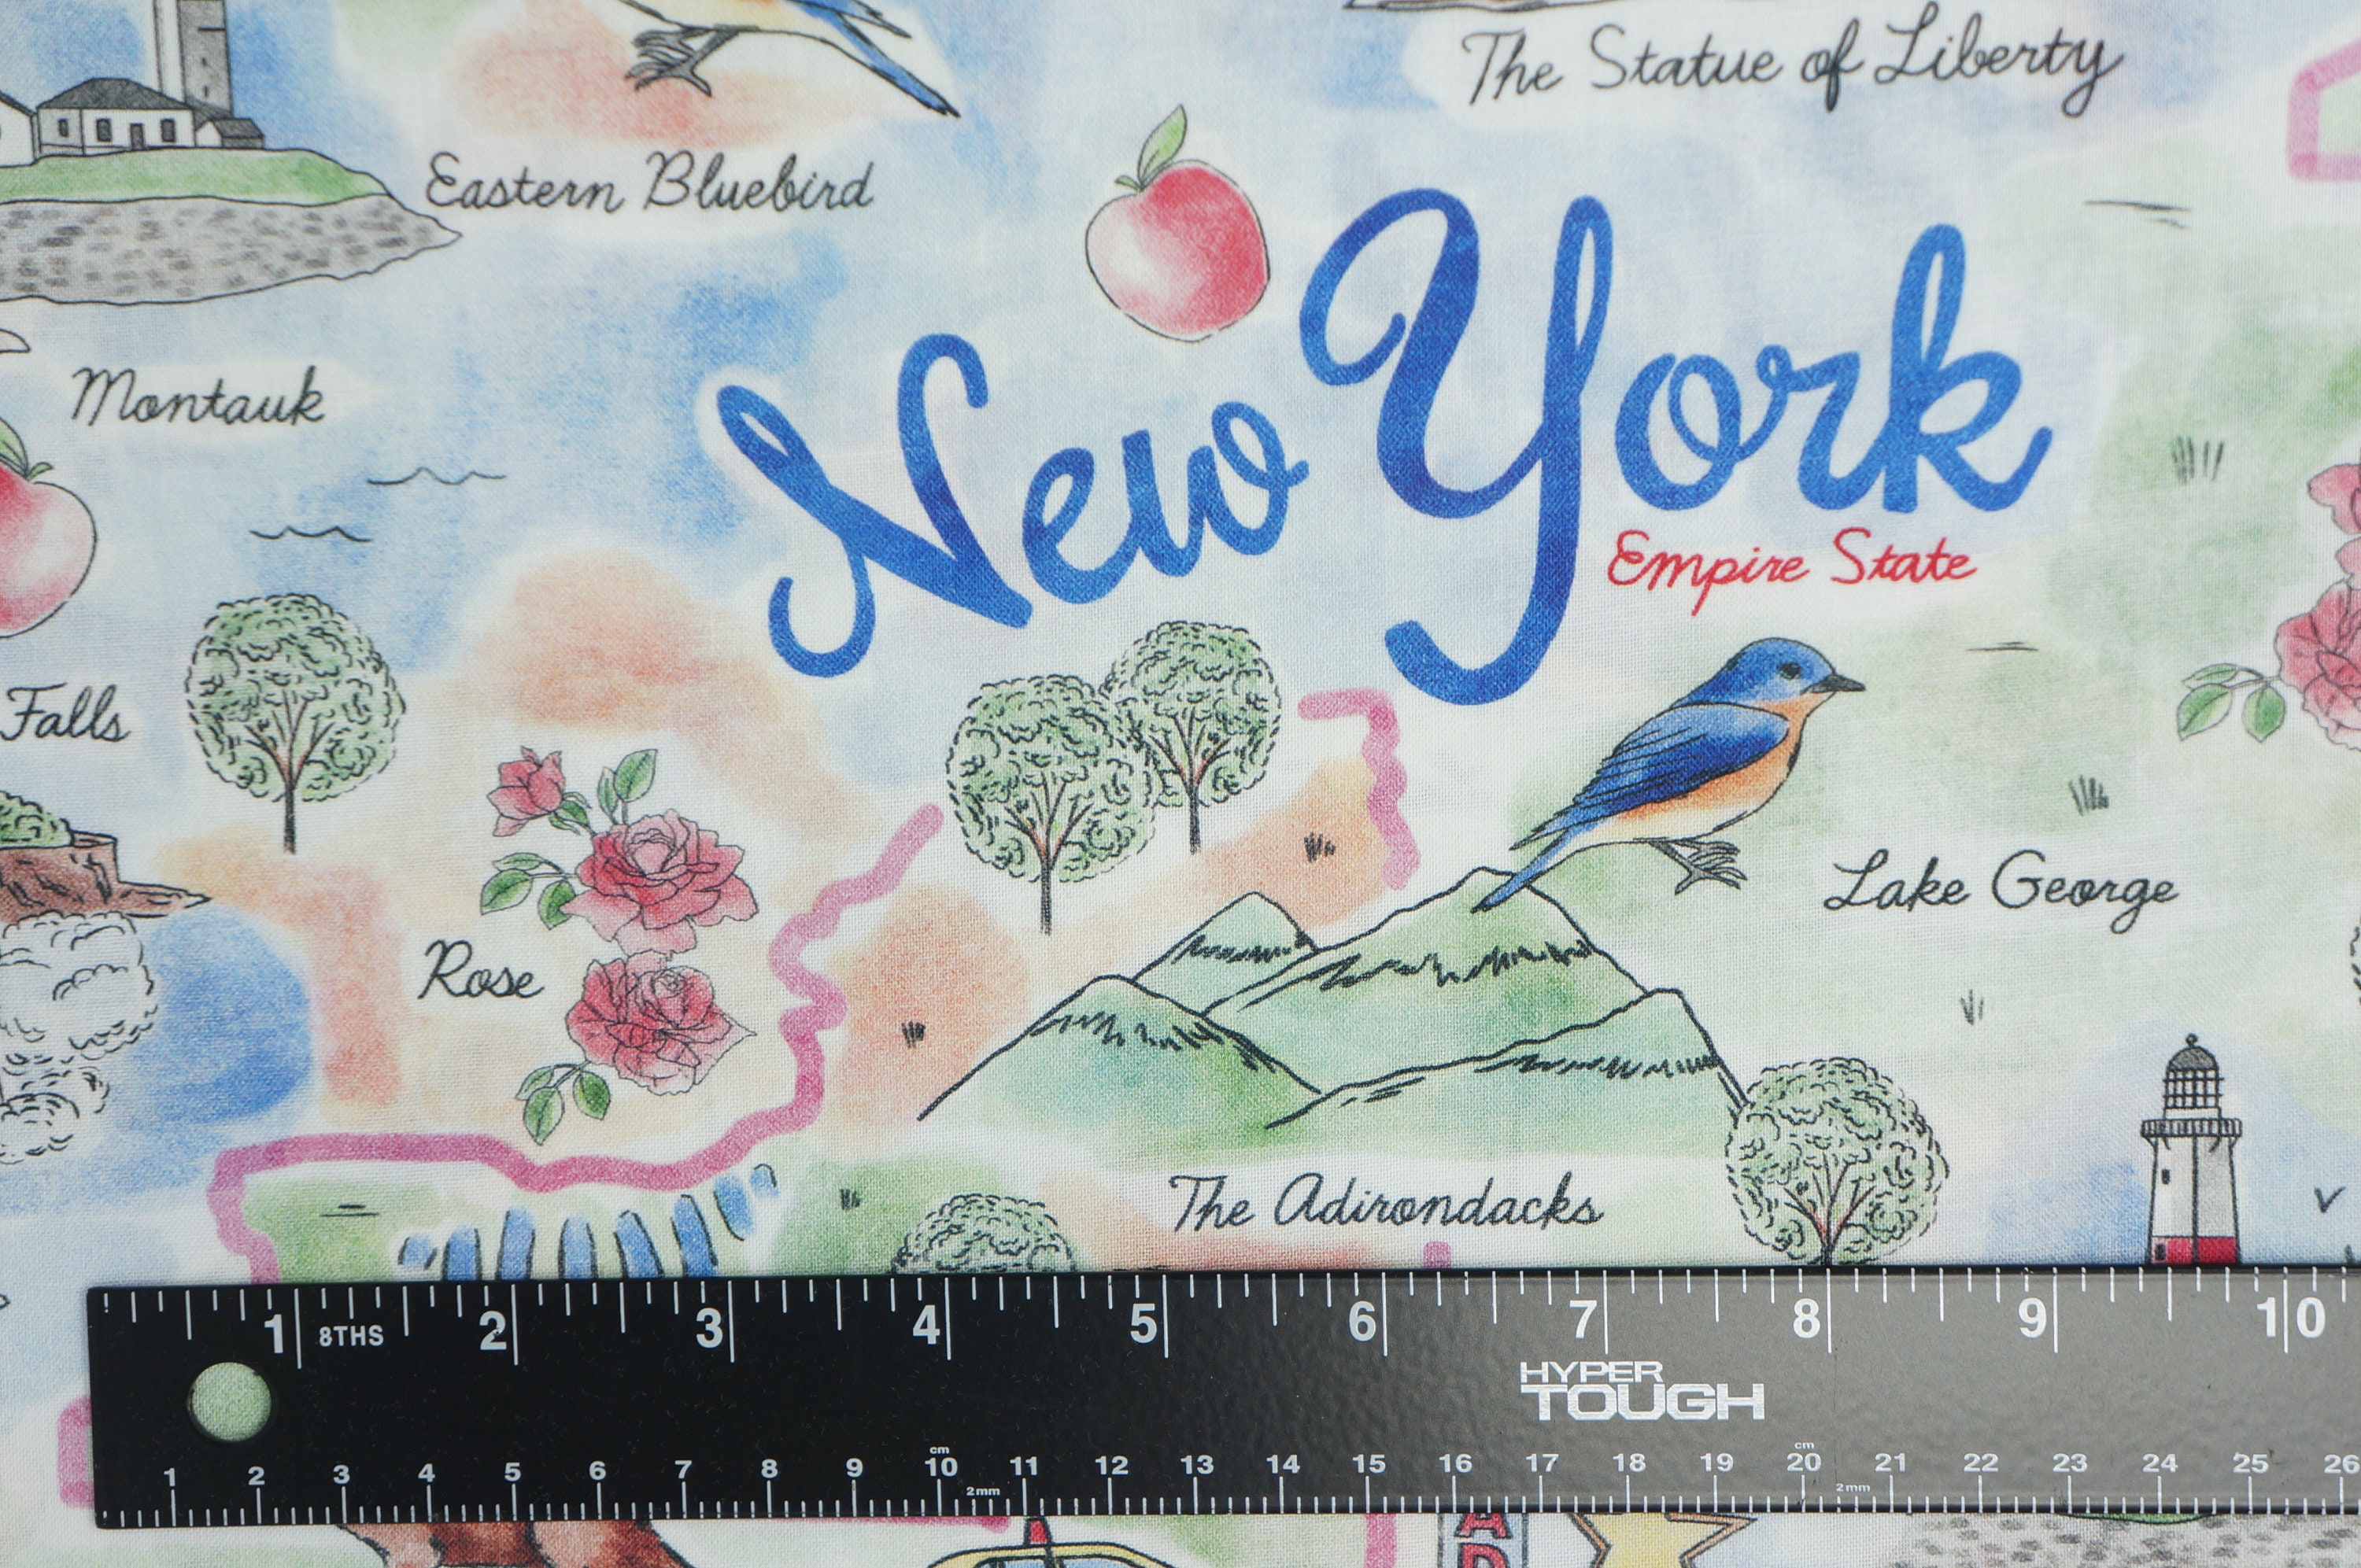 The Statue of Liberty
Eastern Bluebird
New York
Montauk
Empire State
Falls
Lake George
Rose
The Adirondacks
1 8THS 2 3 4 5 6 7 8 9 10
HYPER
TOUGH
cm cm
1 2 3 4 5 6 7 8 9 10 11 12 13 14 15 16 17 18 19 20 21 22 23 24 25 26
2mm 2mm